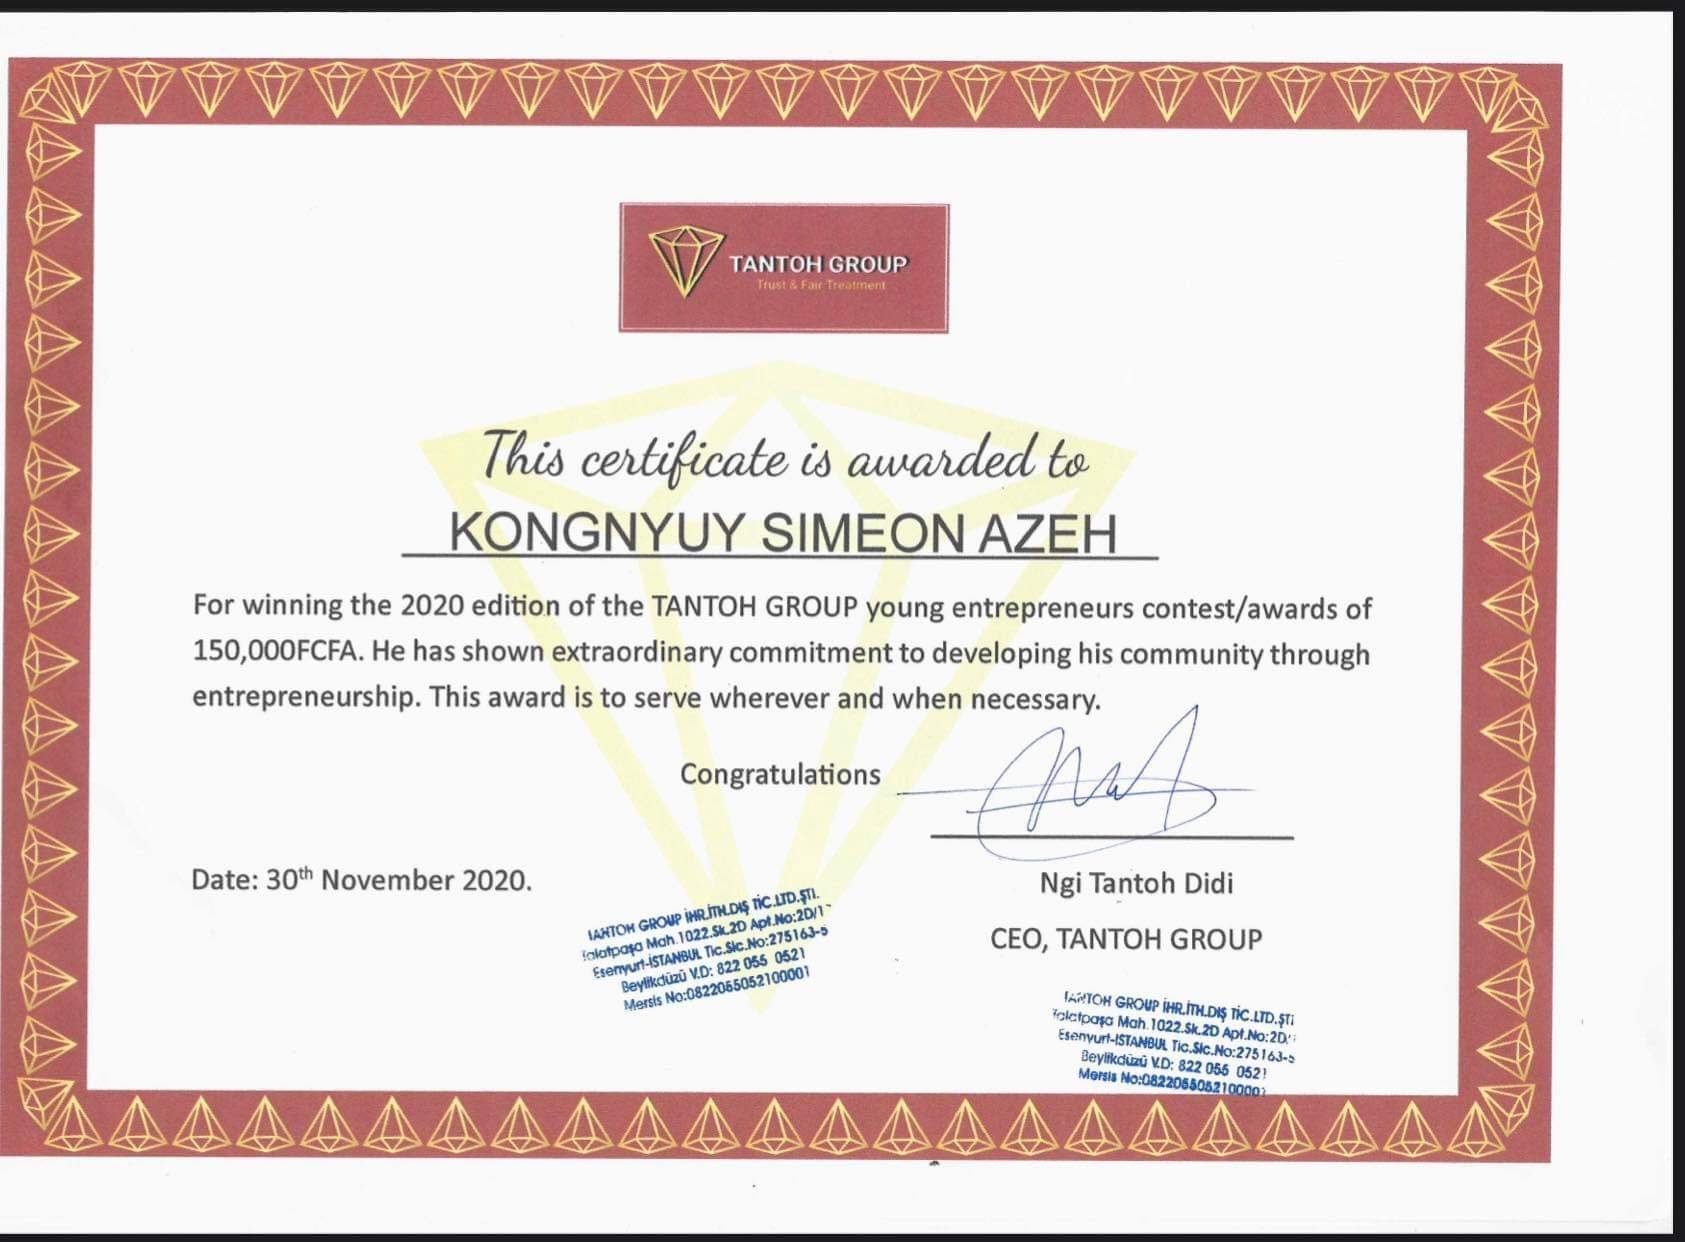 TANTOH GROUP
Trust & Fair Treatment
This certificate is awarded to
KONGNYUY SIMEON AZEH
For winning the 2020 edition of the TANTOH GROUP young entrepreneurs contest/awards of
150,000FCFA. He has shown extraordinary commitment to developing his community through
entrepreneurship. This award is to serve wherever and when necessary.
Congratulations
Date: 30th November 2020.
Ngi Tantoh Didi
CEO, TANTOH GROUP
TANTOH GROUP İHR.İTH.DIŞ TİC.LTD.ŞTİ.
Talatpaşa Mah.1022.Sk.2D Apt.No:2D/1
Esenyurt-İSTANBUL Tic.Sic.No:275163-5
Beylikdüzü V.D: 822 055 0521
Mersis No:0822055052100001
TANTOH GROUP İHR.İTH.DIŞ TİC.LTD.ŞTİ
Talatpaşa Mah.1022.Sk.2D Apt.No:2D/
Esenyurt-İSTANBUL Tic.Sic.No:275163-5
Beylikdüzü V.D: 822 055 0521
Mersis No:0822055052100001